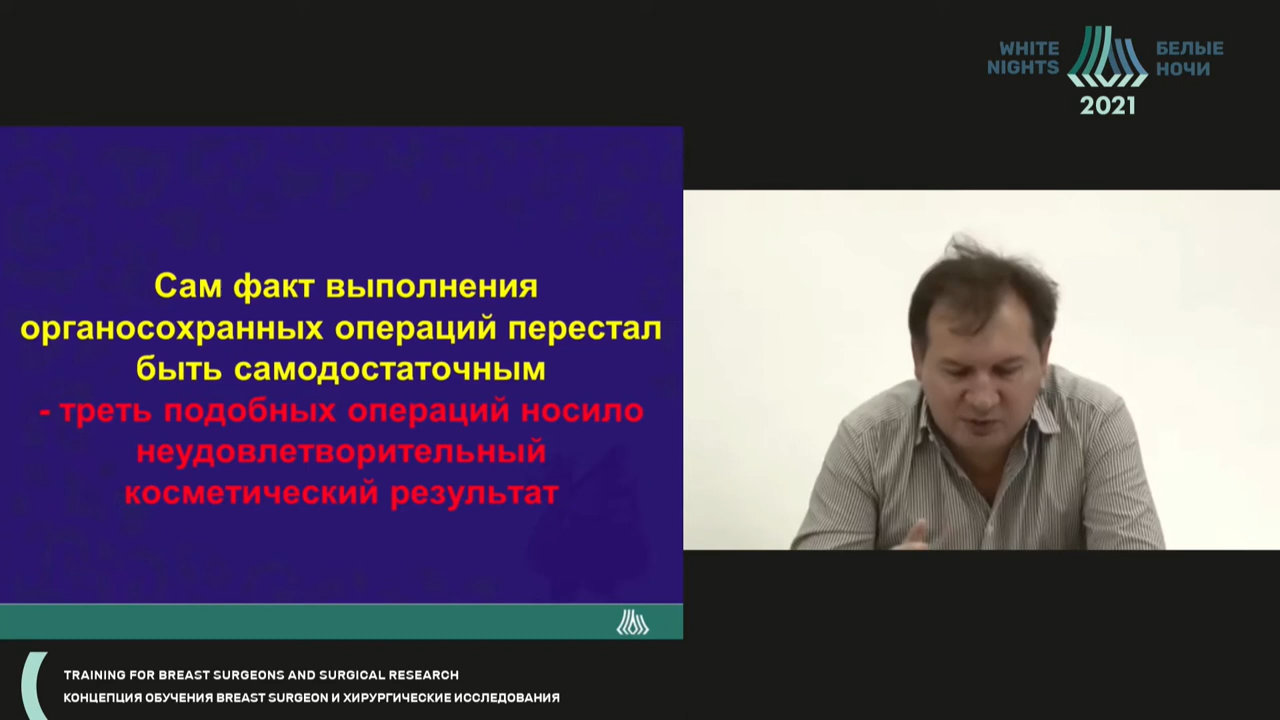 WHITE
NIGHTS
БЕЛЫЕ
НОЧИ
2021
Сам факт выполнения
органосохранных операций перестал
быть самодостаточным
- треть подобных операций носило
неудовлетворительный
косметический результат
TRAINING FOR BREAST SURGEONS AND SURGICAL RESEARCH
КОНЦЕПЦИЯ ОБУЧЕНИЯ BREAST SURGEON И ХИРУРГИЧЕСКИЕ ИССЛЕДОВАНИЯ